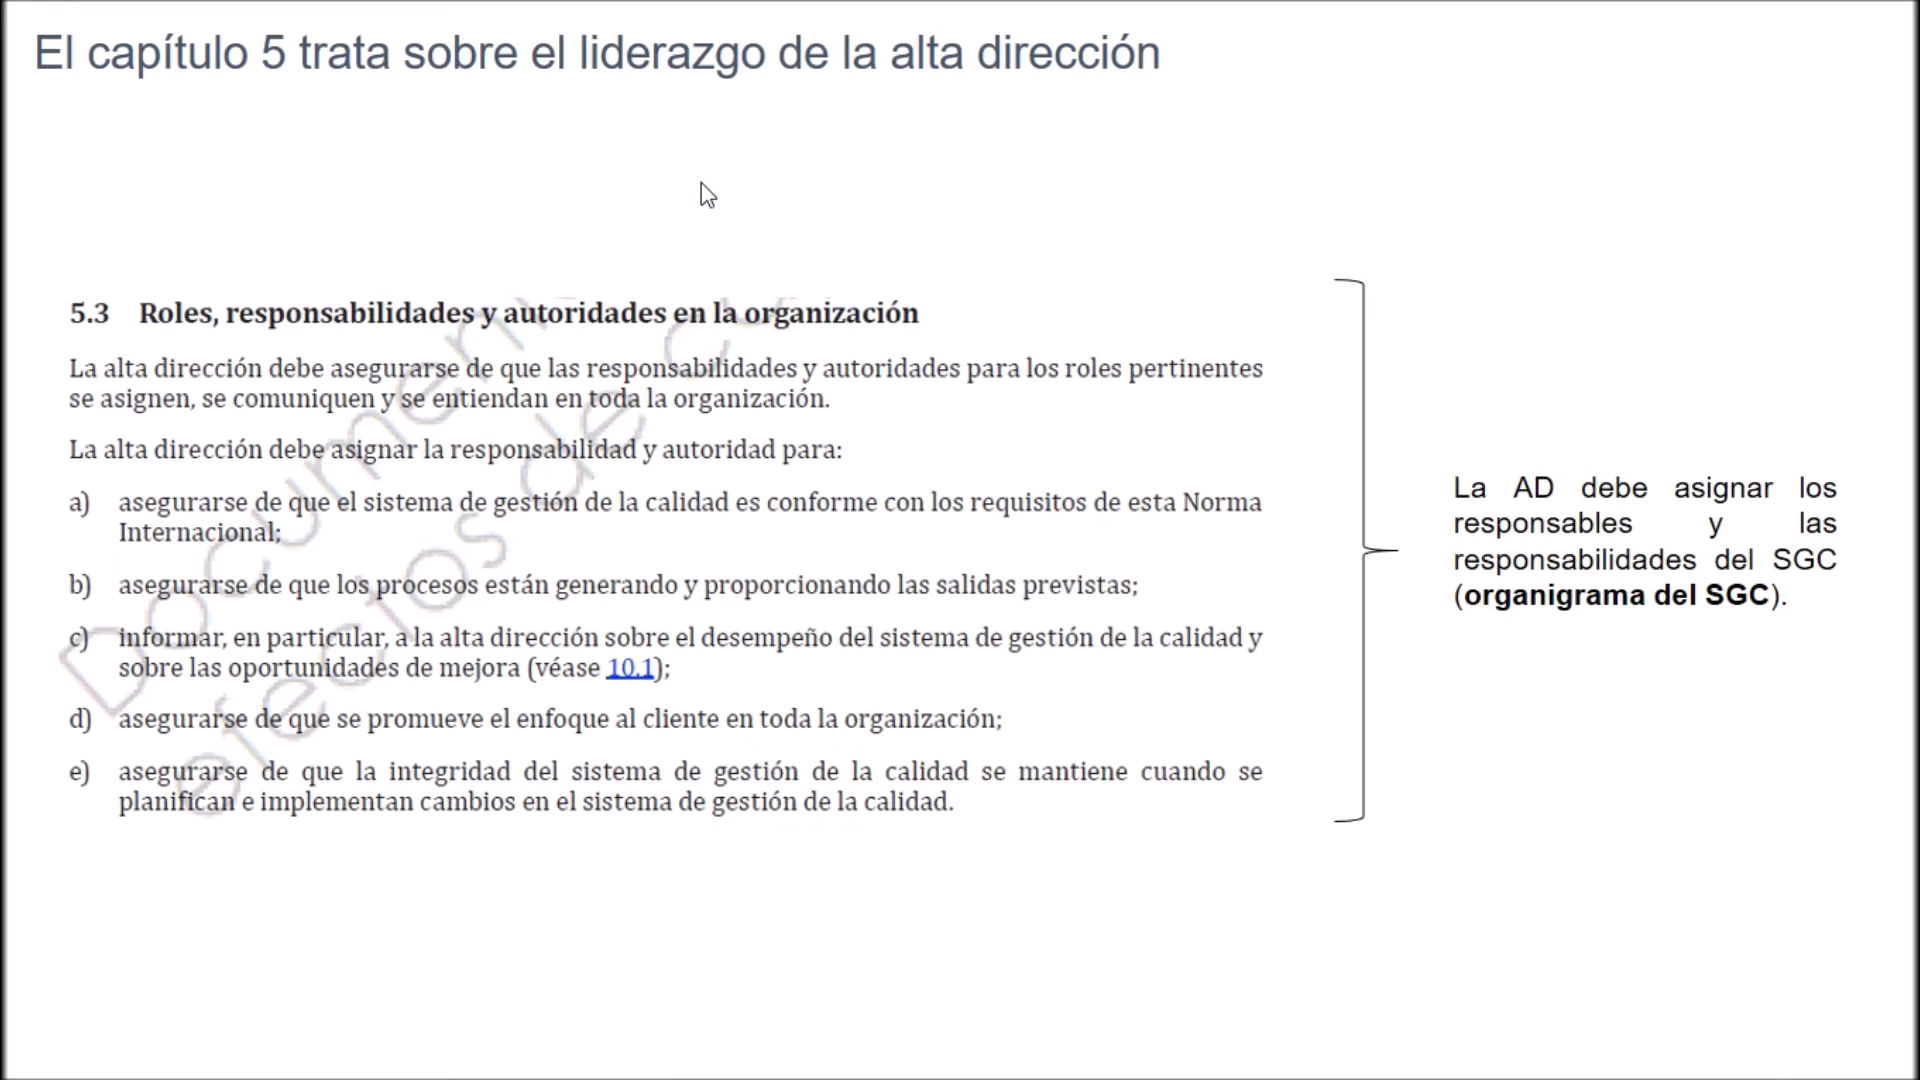 El capítulo 5 trata sobre el liderazgo de la alta dirección
5.3 Roles, responsabilidades y autoridades en la organización
La alta dirección debe asegurarse de que las responsabilidades y autoridades para los roles pertinentes
se asignen, se comuniquen y se entiendan en toda la organización.
La alta dirección debe asignar la responsabilidad y autoridad para:
a) asegurarse de que el sistema de gestión de la calidad es conforme con los requisitos de esta Norma
Internacional;
b) asegurarse de que los procesos están generando y proporcionando las salidas previstas;
c) informar, en particular, a la alta dirección sobre el desempeño del sistema de gestión de la calidad y
sobre las oportunidades de mejora (véase 10.1);
d) asegurarse de que se promueve el enfoque al cliente en toda la organización;
e) asegurarse de que la integridad del sistema de gestión de la calidad se mantiene cuando se
planifican e implementan cambios en el sistema de gestión de la calidad.
La AD debe asignar los
responsables y las
responsabilidades del SGC
(organigrama del SGC).
efectos de